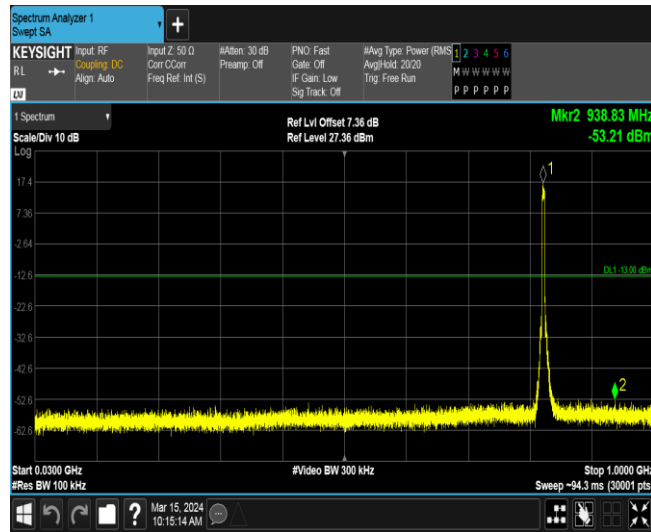 Spectrum Analyzer 1
Swept SA
KEYSIGHT Input: RF Input Z: 50 Ω #Atten: 30 dB PNO: Fast #Avg Type: Power (RMS 1 2 3 4 5 6
RL Coupling: DC Corr CCorr Preamp: Off Gate: Off Avg|Hold: 20/20 M W W W W W
Align: Auto Freq Ref: Int (S) IF Gain: Low Trig: Free Run
Sig Track: Off P P P P P P
LXI
1 Spectrum Ref Lvl Offset 7.36 dB Mkr2 938.83 MHz
Scale/Div 10 dB Ref Level 27.36 dBm -53.21 dBm
Log
1
17.4
7.36
-2.64
DL1 -13.00 dBm
-12.6
-22.6
-32.6
-42.6
2
-52.6
-62.6
Start 0.0300 GHz #Video BW 300 kHz Stop 1.0000 GHz
#Res BW 100 kHz Sweep ~94.3 ms (30001 pts)
? Mar 15, 2024
10:15:14 AM